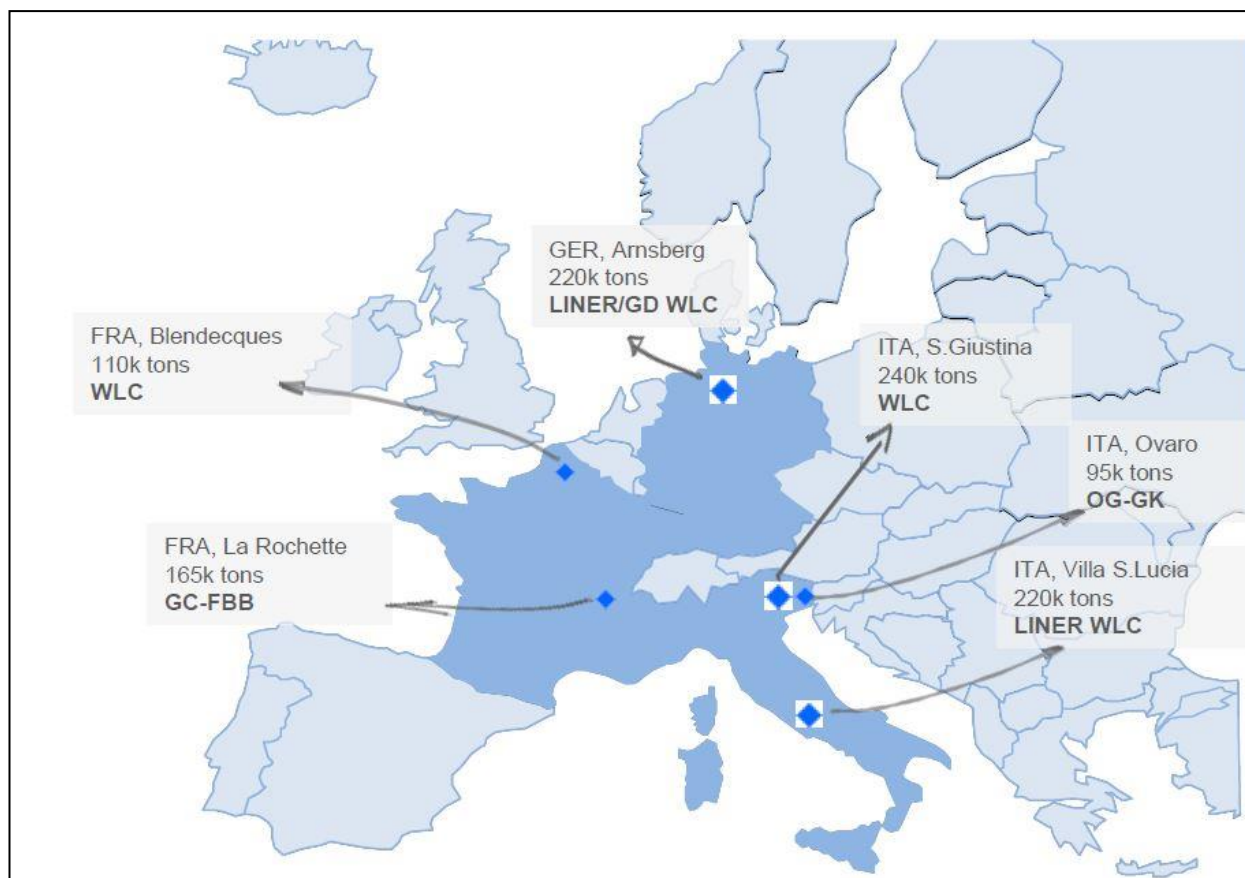 GER, Arnsberg
220k tons
LINER/GD WLC
FRA, Blendecques
110k tons
WLC
ITA, S.Giustina
240k tons
WLC
ITA, Ovaro
95k tons
OG-GK
FRA, La Rochette
165k tons
GC-FBB
ITA, Villa S.Lucia
220k tons
LINER WLC